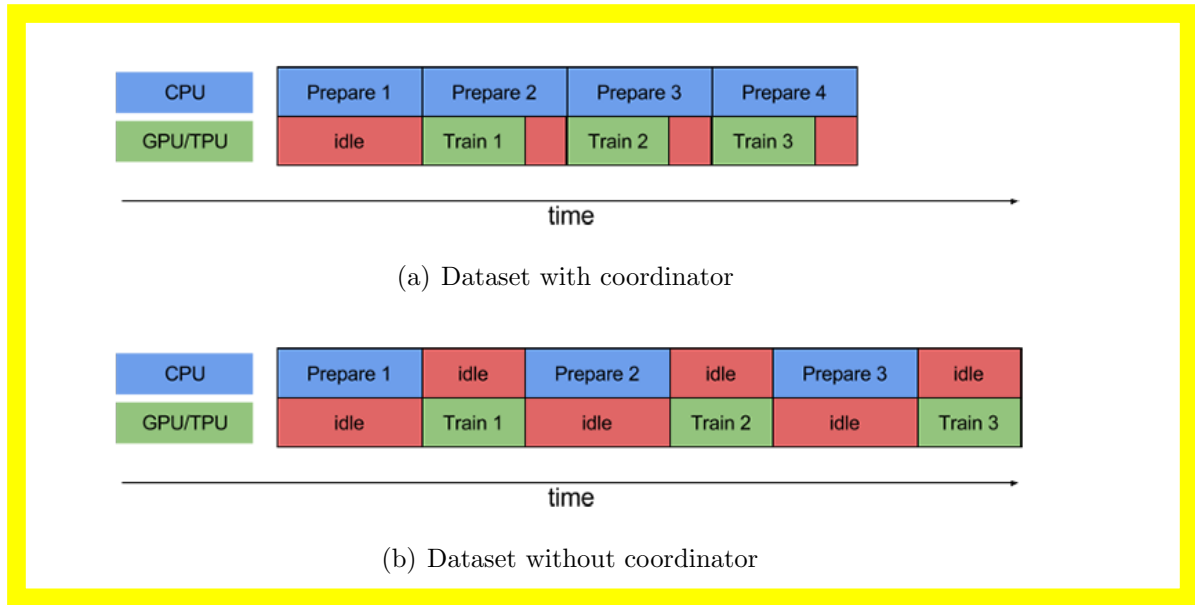 CPU Prepare 1 Prepare 2 Prepare 3 Prepare 4
GPU/TPU idle Train 1 Train 2 Train 3
time
(a) Dataset with coordinator
CPU Prepare 1 idle Prepare 2 idle Prepare 3 idle
GPU/TPU idle Train 1 idle Train 2 idle Train 3
time
(b) Dataset without coordinator